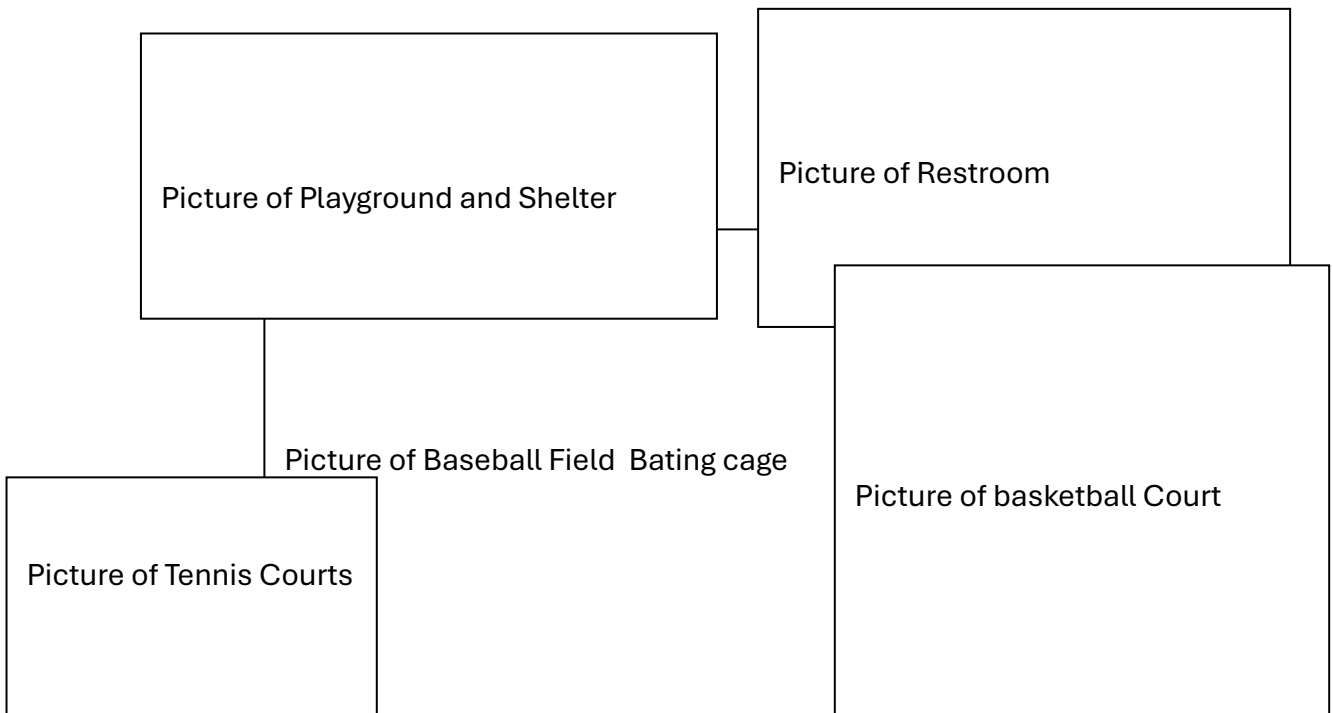 Picture of Restroom
Picture of Playground and Shelter
Picture of Baseball Field  Bating cage
Picture of basketball Court
Picture of Tennis Courts